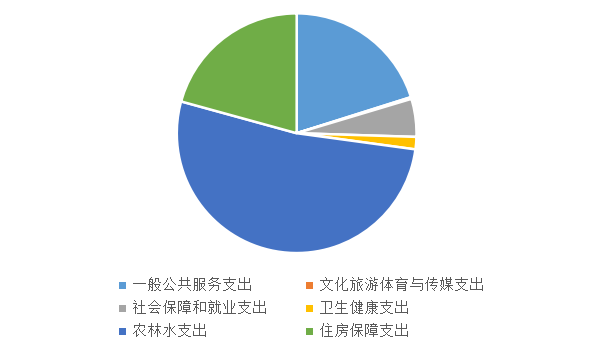 一般公共服务支出 文化旅游体育与传媒支出
社会保障和就业支出 卫生健康支出
农林水支出 住房保障支出